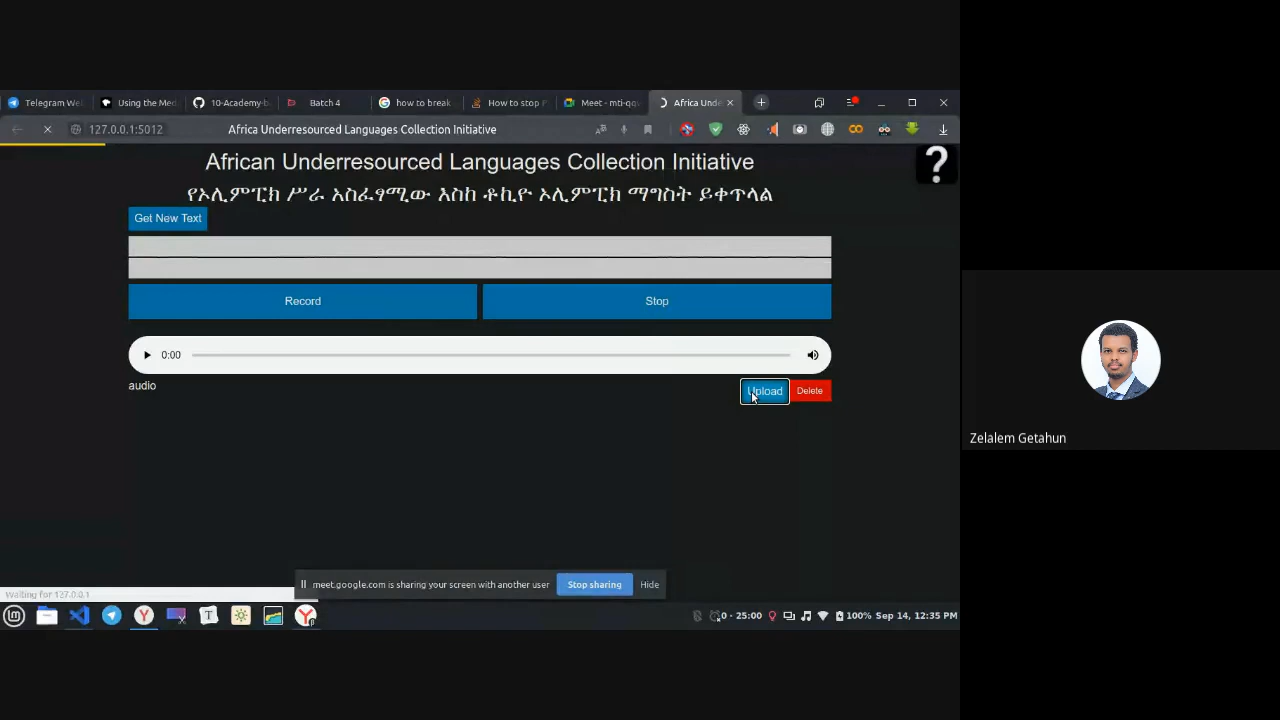 Telegram We
Using the Med
10-Academy-b
Batch 4
how to break
How to stop
Meet - mti-qq
Africa Unde
127.0.0.1:5012
Africa Underresourced Languages Collection Initiative
African Underresourced Languages Collection Initiative
?
የኦሊምፒክ ሥራ አስፈፃሚው እስከ ቶኪዮ ኦሊምፒክ ማግስት ይቀጥላል
Get New Text
Record
Stop
0:00
audio
Upload
Delete
Zelalem Getahun
meet.google.com is sharing your screen with another user
Stop sharing
Hide
Waiting for 127.0.0.1
0 - 25:00
100% Sep 14, 12:35 PM